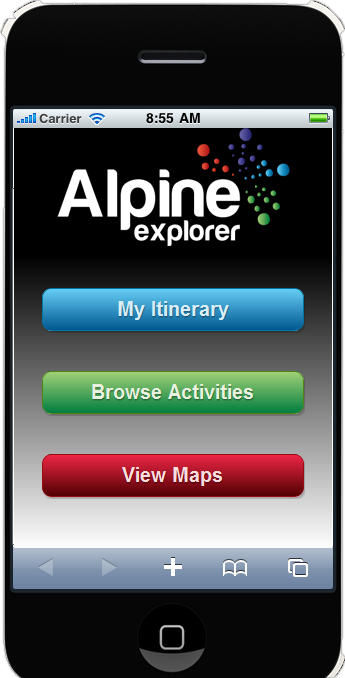 Carrier 8:55 AM
Alpine
explorer
My Itinerary
Browse Activities
View Maps